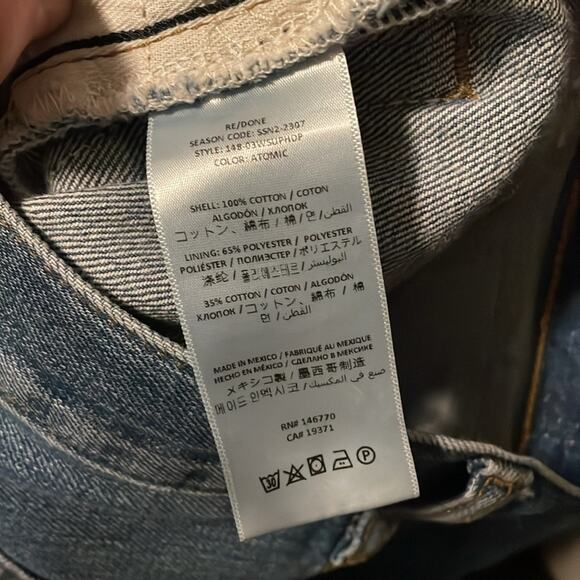 RE/DONE
SEASON CODE: SSN2-2307
STYLE: 148-03WSUPHDP
COLOR: ATOMIC
SHELL: 100% COTTON / COTON
ALGODÓN / ХЛОПОК
コットン、綿布 / 棉 / 면 / القطن/
LINING: 65% POLYESTER / POLYESTER
POLIÉSTER / ПОЛИЭСТЕР / ポリエステル
涤纶 / 폴리에스테르 / البوليستر/
35% COTTON / COTON / ALGODÓN
ХЛОПОК / コットン、綿布 / 棉
면 / القطن/
MADE IN MEXICO / FABRIQUÉ AU MEXIQUE
HECHO EN MÉXICO / СДЕЛАНО В МЕКСИКЕ
メキシコ製 / 墨西哥制造
메이드 인 멕시코 / صنع في المكسيك/
RN# 146770
CA# 19371
30
P